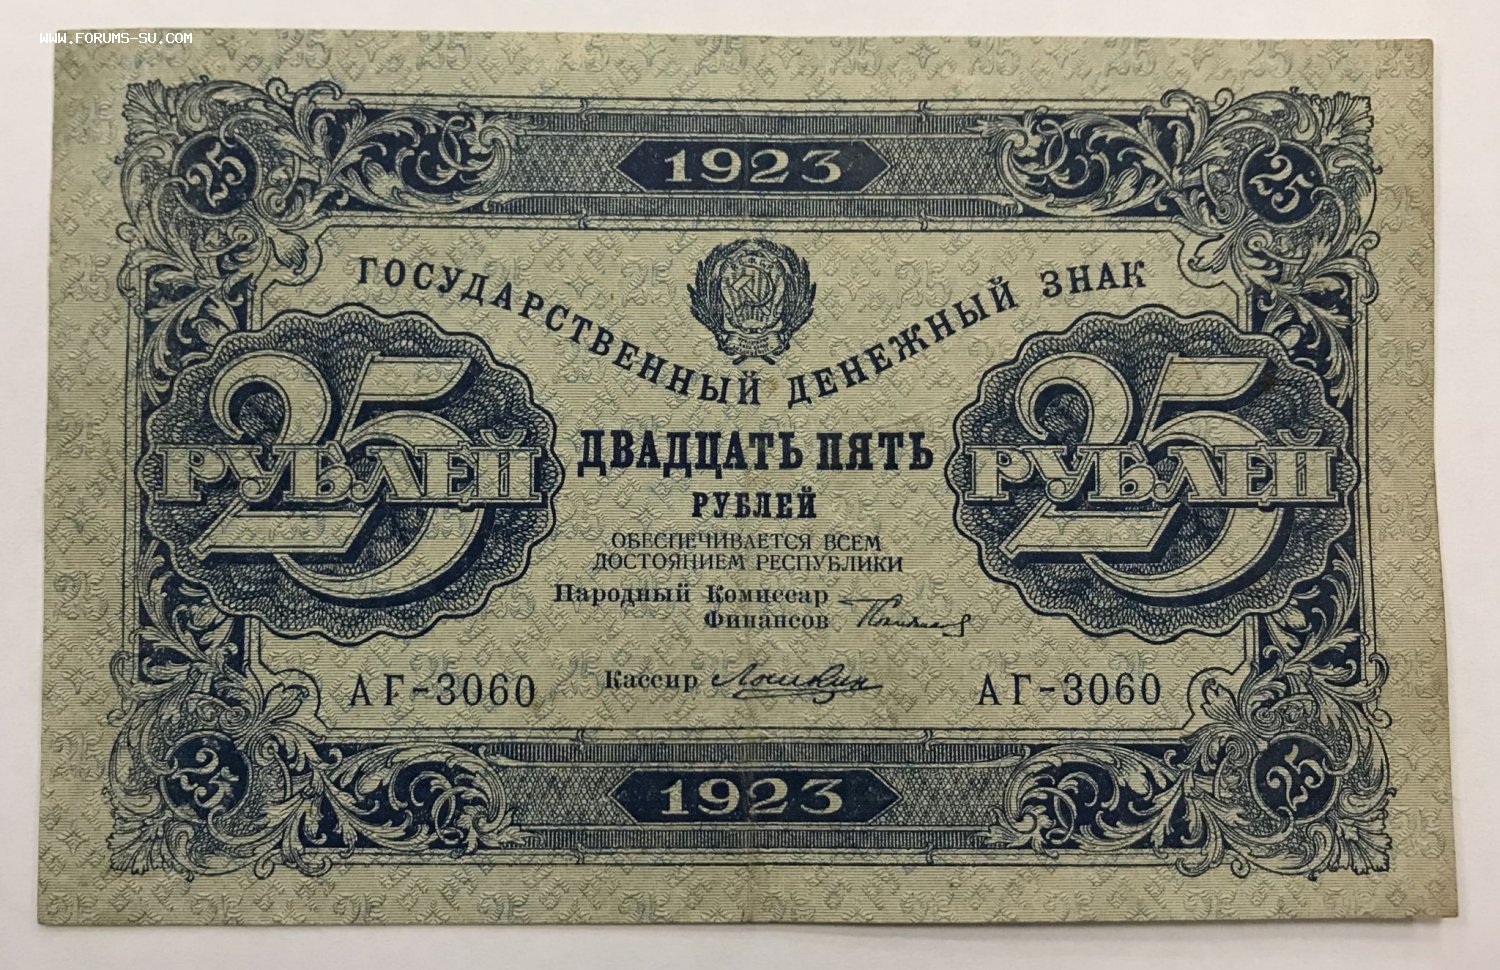 WWW.FORUMS-SU.COM
25 1923 25
ГОСУДАРСТВЕННЫЙ ДЕНЕЖНЫЙ ЗНАК
25 РУБЛЕЙ
25 РУБЛЕЙ
ДВАДЦАТЬ ПЯТЬ
РУБЛЕЙ
ОБЕСПЕЧИВАЕТСЯ ВСЕМ
ДОСТОЯНИЕМ РЕСПУБЛИКИ
Народный Комиссар
Финансов
Кассир
АГ-3060 АГ-3060
25 1923 25